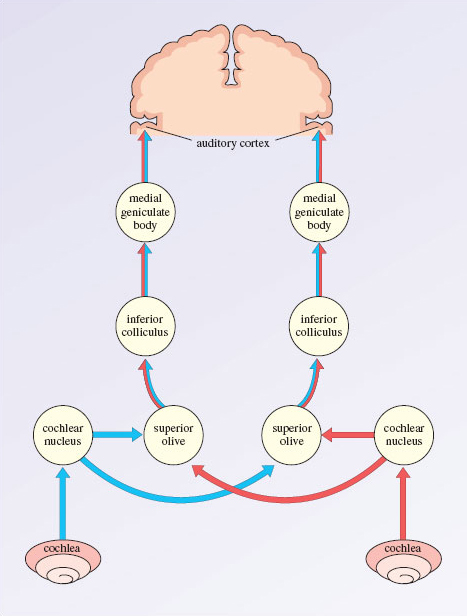 auditory cortex
medial
geniculate
body
medial
geniculate
body
inferior
colliculus
inferior
colliculus
cochlear
nucleus
superior
olive
superior
olive
cochlear
nucleus
cochlea
cochlea